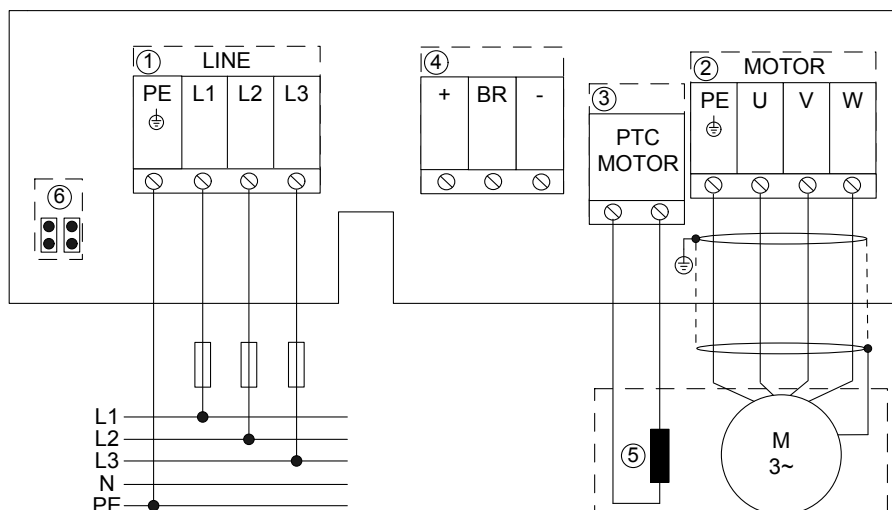 1 LINE
PE L1 L2 L3
4
+ BR -
3
PTC
MOTOR
2 MOTOR
PE U V W
6
L1
L2
L3
N
PE
5
M
3~